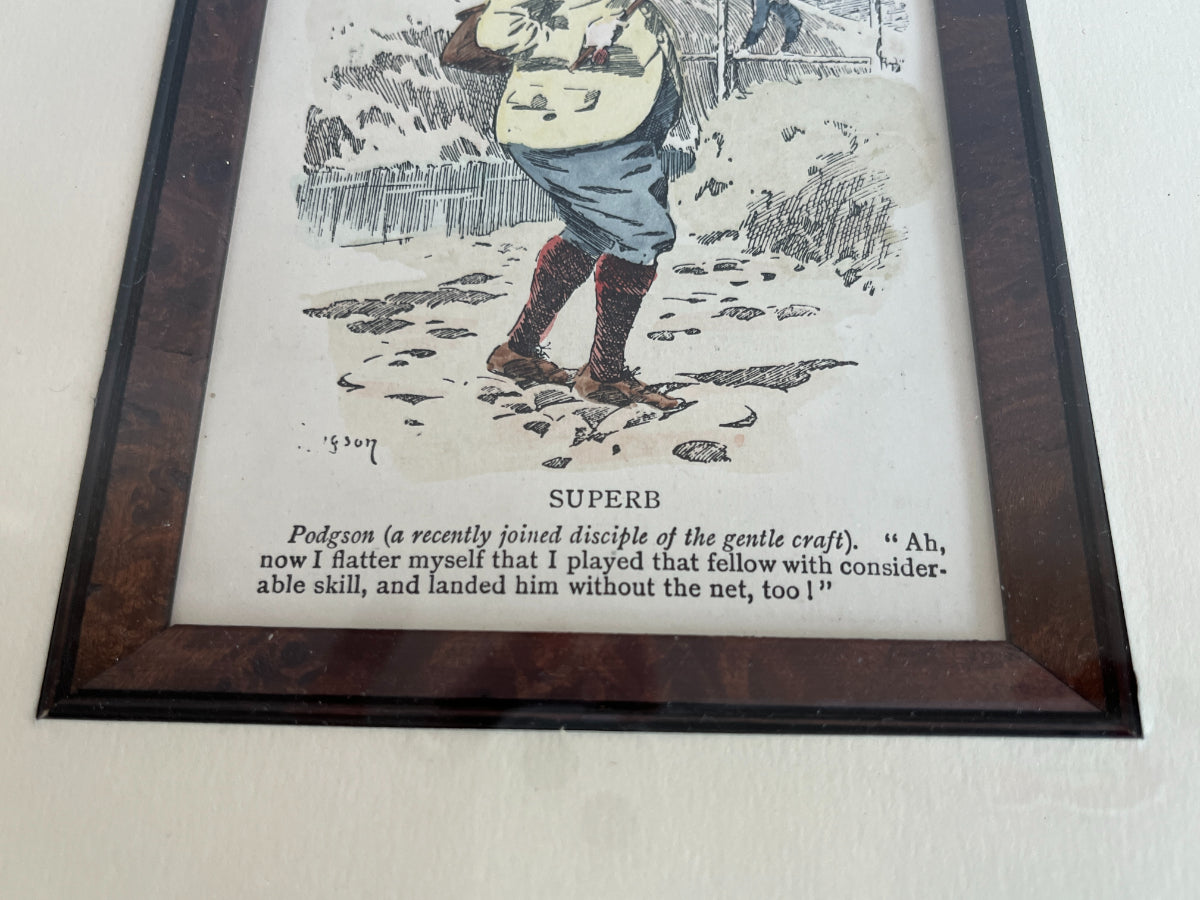 SUPERB
Podgson (a recently joined disciple of the gentle craft). “ Ah,
now I flatter myself that I played that fellow with consider-
able skill, and landed him without the net, too ! ”